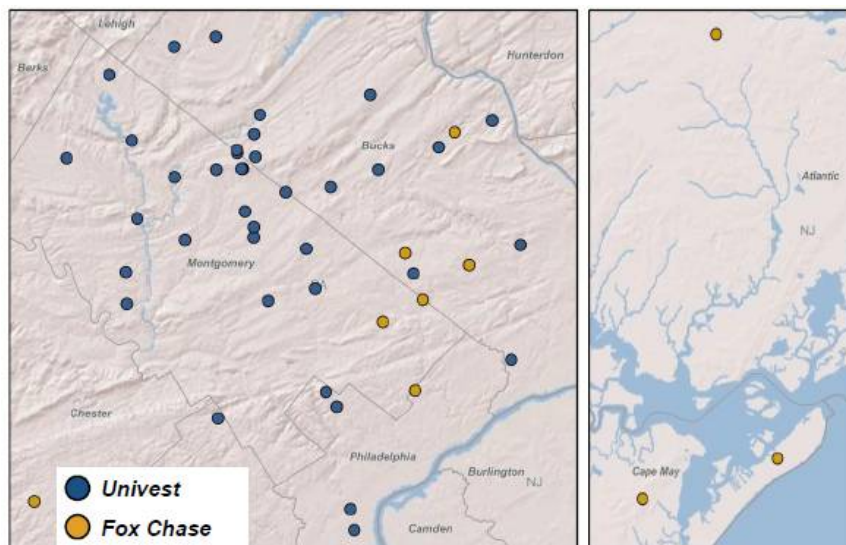 Lehigh
Hunterdon
Berks
Bucks
Atlantic
NJ
Montgomery
PA
Chester
Philadelphia
Burlington
NJ
Cape May
Camden
Univest
Fox Chase